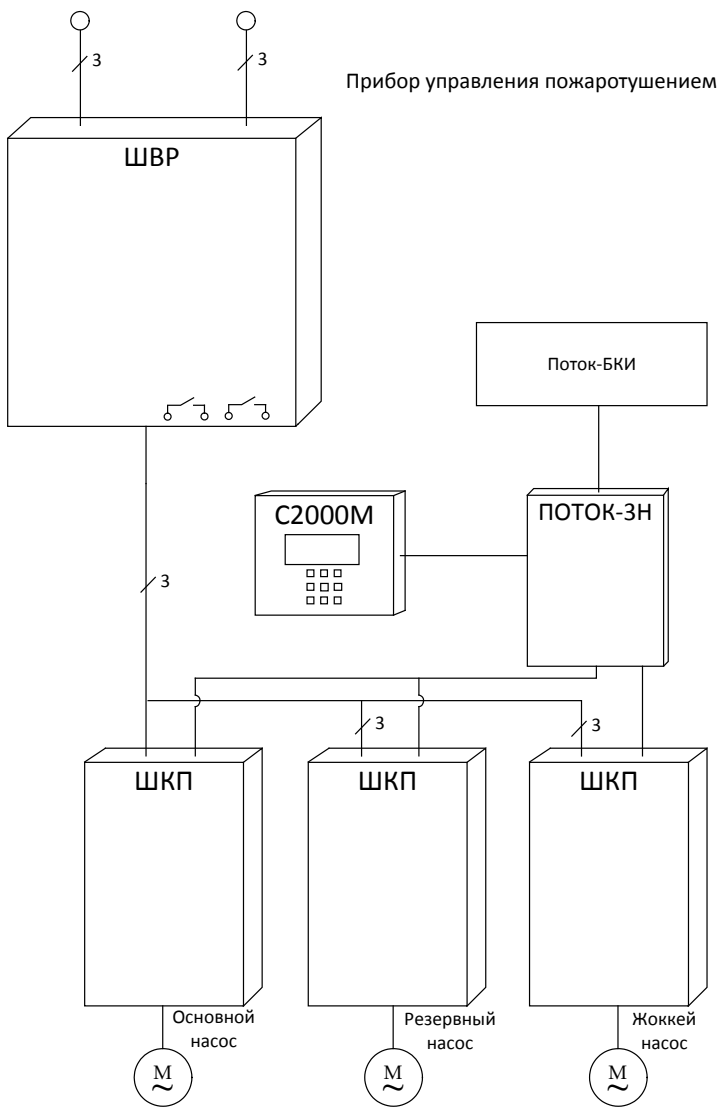 3
3
Прибор управления пожаротушением
ШВР
Поток-БКИ
С2000М
ПОТОК-3Н
3
3
3
ШКП
ШКП
ШКП
Основной
насос
Резервный
насос
Жоккей
насос
М
~
М
~
М
~